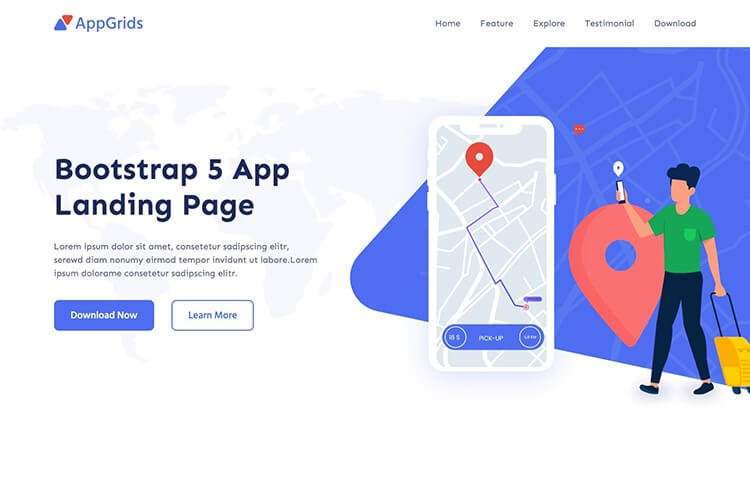 AppGrids
Home Feature Explore Testimonial Download
Bootstrap 5 App
Landing Page
Lorem ipsum dolor sit amet, consetetur sadipscing elitr,
serewd diam nonumy eirmod tempor invidunt ut labore.Lorem
ipsum dolorame consetetur sadipscing elitr.
Download Now Learn More
18 $ PICK-UP